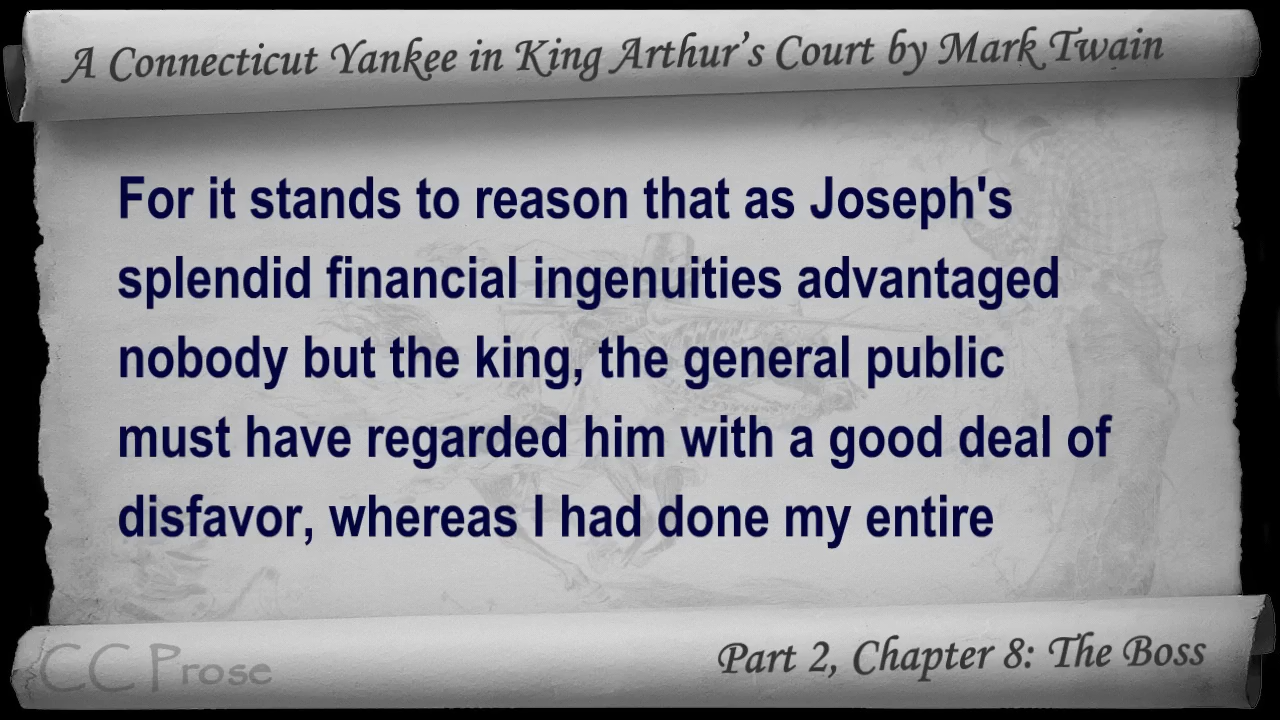 A Connecticut Yankee in King Arthur's Court by Mark Twain
For it stands to reason that as Joseph's
splendid financial ingenuities advantaged
nobody but the king, the general public
must have regarded him with a good deal of
disfavor, whereas I had done my entire
CC Prose
Part 2, Chapter 8: The Boss